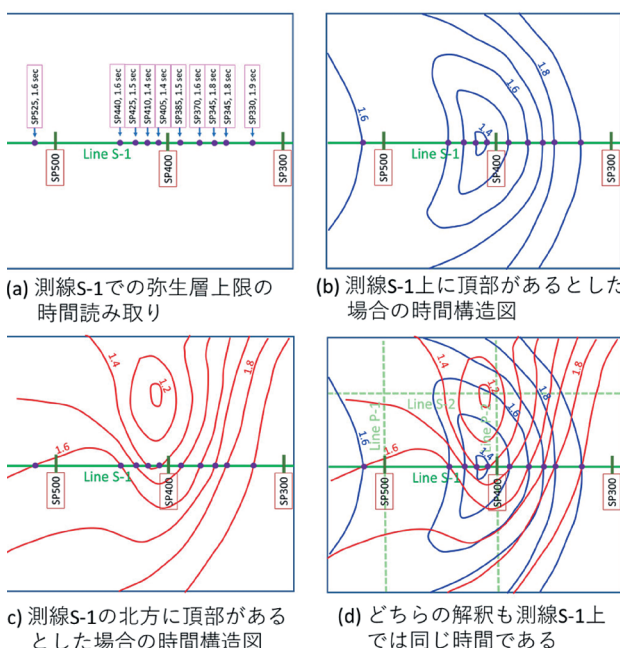 SP525, 1.6 sec
SP440, 1.6 sec
SP425, 1.5 sec
SP410, 1.4 sec
SP405, 1.4 sec
SP385, 1.5 sec
SP370, 1.6 sec
SP345, 1.8 sec
SP345, 1.8 sec
SP330, 1.9 sec
Line S-1
SP500
SP400
SP300
(a) 測線S-1での弥生層上限の
時間読み取り
1.6
1.8
1.6
1.4
Line S-1
SP500
SP400
SP300
(b) 測線S-1上に頂部があるとした
場合の時間構造図
1.4
1.8
1.2
1.6
Line S-1
SP500
SP400
SP300
c) 測線S-1の北方に頂部がある
とした場合の時間構造図
1.4
1.8
1.8
1.2
Line S-2
1.6
Line P-1
1.6
1.6
1.4
Line S-1
SP500
SP400
SP300
(d) どちらの解釈も測線S-1上
では同じ時間である